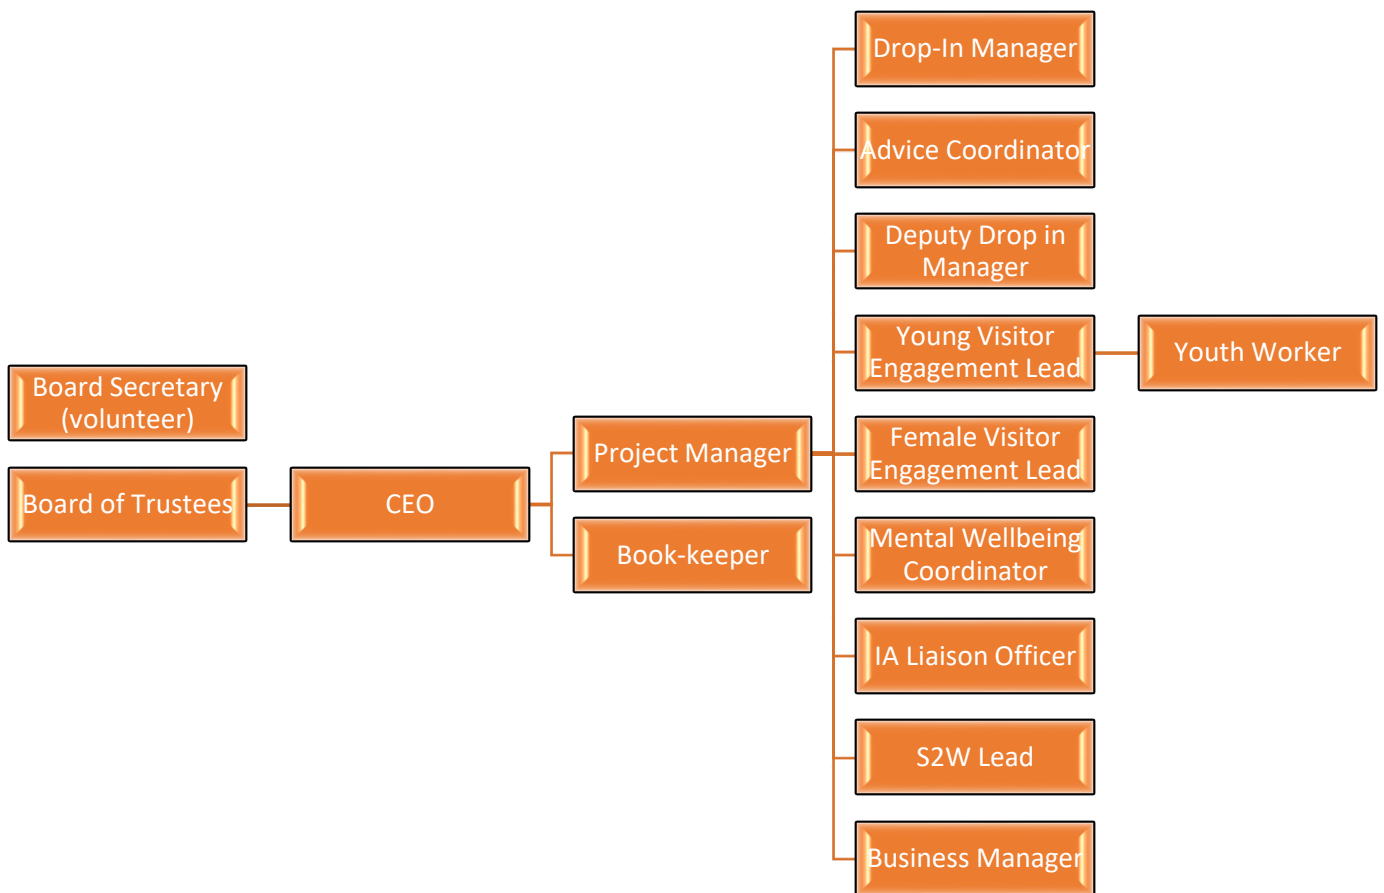 Drop-In Manager
Advice Coordinator
Deputy Drop in
Manager
Young Visitor
Engagement Lead
Youth Worker
Board Secretary
(volunteer)
Female Visitor
Engagement Lead
Project Manager
Board of Trustees
CEO
Book-keeper
Mental Wellbeing
Coordinator
IA Liaison Officer
S2W Lead
Business Manager